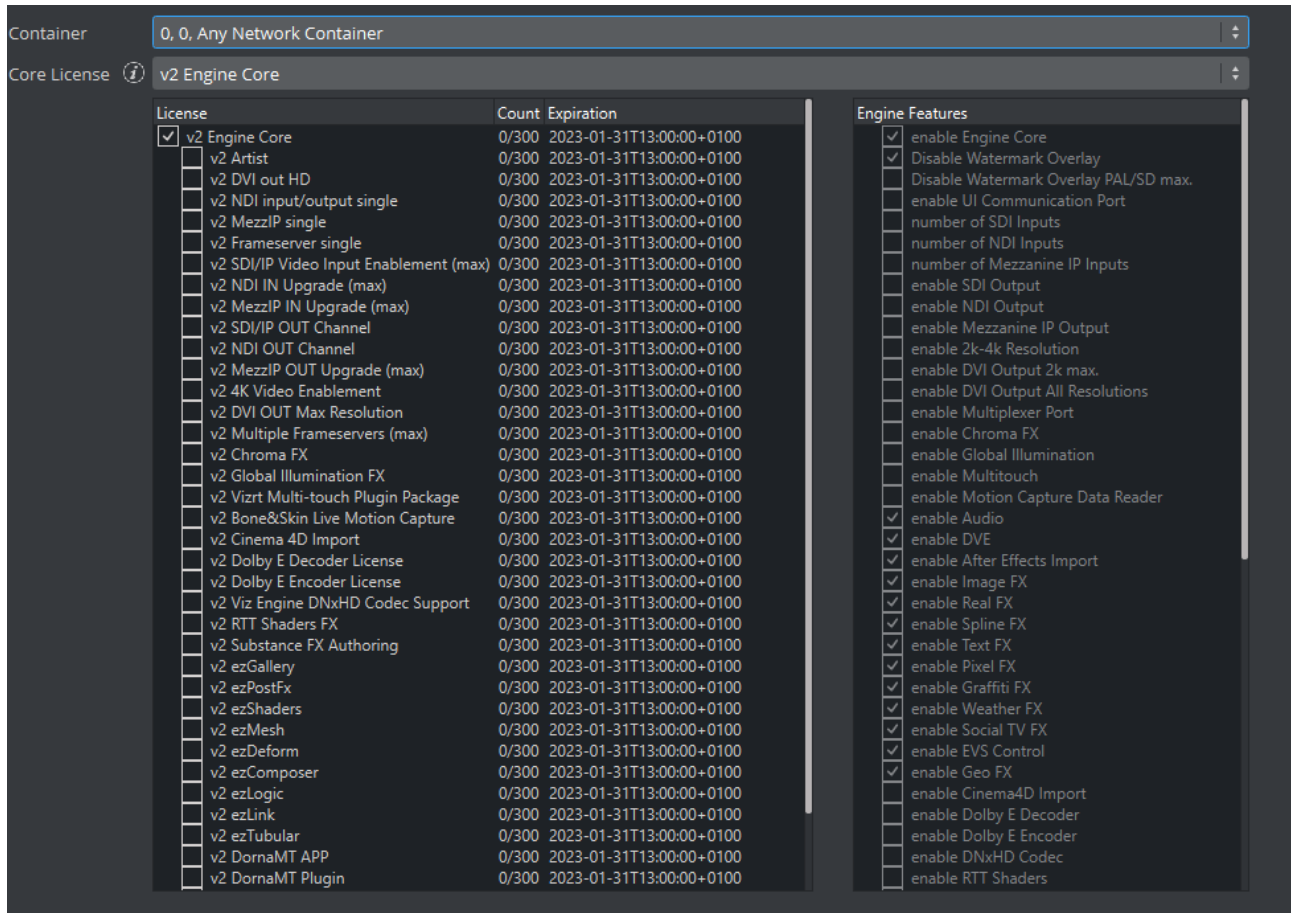 Container 0, 0, Any Network Container
Core License i v2 Engine Core
License Count Expiration
v2 Engine Core 0/300 2023-01-31T13:00:00+0100
v2 Artist 0/300 2023-01-31T13:00:00+0100
v2 DVI out HD 0/300 2023-01-31T13:00:00+0100
v2 NDI input/output single 0/300 2023-01-31T13:00:00+0100
v2 MezzIP single 0/300 2023-01-31T13:00:00+0100
v2 Frameserver single 0/300 2023-01-31T13:00:00+0100
v2 SDI/IP Video Input Enablement (max) 0/300 2023-01-31T13:00:00+0100
v2 NDI IN Upgrade (max) 0/300 2023-01-31T13:00:00+0100
v2 MezzIP IN Upgrade (max) 0/300 2023-01-31T13:00:00+0100
v2 SDI/IP OUT Channel 0/300 2023-01-31T13:00:00+0100
v2 NDI OUT Channel 0/300 2023-01-31T13:00:00+0100
v2 MezzIP OUT Upgrade (max) 0/300 2023-01-31T13:00:00+0100
v2 4K Video Enablement 0/300 2023-01-31T13:00:00+0100
v2 DVI OUT Max Resolution 0/300 2023-01-31T13:00:00+0100
v2 Multiple Frameservers (max) 0/300 2023-01-31T13:00:00+0100
v2 Chroma FX 0/300 2023-01-31T13:00:00+0100
v2 Global Illumination FX 0/300 2023-01-31T13:00:00+0100
v2 Vizrt Multi-touch Plugin Package 0/300 2023-01-31T13:00:00+0100
v2 Bone&Skin Live Motion Capture 0/300 2023-01-31T13:00:00+0100
v2 Cinema 4D Import 0/300 2023-01-31T13:00:00+0100
v2 Dolby E Decoder License 0/300 2023-01-31T13:00:00+0100
v2 Dolby E Encoder License 0/300 2023-01-31T13:00:00+0100
v2 Viz Engine DNxHD Codec Support 0/300 2023-01-31T13:00:00+0100
v2 RTT Shaders FX 0/300 2023-01-31T13:00:00+0100
v2 Substance FX Authoring 0/300 2023-01-31T13:00:00+0100
v2 ezGallery 0/300 2023-01-31T13:00:00+0100
v2 ezPostFx 0/300 2023-01-31T13:00:00+0100
v2 ezShaders 0/300 2023-01-31T13:00:00+0100
v2 ezMesh 0/300 2023-01-31T13:00:00+0100
v2 ezDeform 0/300 2023-01-31T13:00:00+0100
v2 ezComposer 0/300 2023-01-31T13:00:00+0100
v2 ezLogic 0/300 2023-01-31T13:00:00+0100
v2 ezLink 0/300 2023-01-31T13:00:00+0100
v2 ezTubular 0/300 2023-01-31T13:00:00+0100
v2 DornaMT APP 0/300 2023-01-31T13:00:00+0100
v2 DornaMT Plugin 0/300 2023-01-31T13:00:00+0100
Engine Features
enable Engine Core
Disable Watermark Overlay
Disable Watermark Overlay PAL/SD max.
enable UI Communication Port
number of SDI Inputs
number of NDI Inputs
number of Mezzanine IP Inputs
enable SDI Output
enable NDI Output
enable Mezzanine IP Output
enable 2k-4k Resolution
enable DVI Output 2k max.
enable DVI Output All Resolutions
enable Multiplexer Port
enable Chroma FX
enable Global Illumination
enable Multitouch
enable Motion Capture Data Reader
enable Audio
enable DVE
enable After Effects Import
enable Image FX
enable Real FX
enable Spline FX
enable Text FX
enable Pixel FX
enable Graffiti FX
enable Weather FX
enable Social TV FX
enable EVS Control
enable Geo FX
enable Cinema4D Import
enable Dolby E Decoder
enable Dolby E Encoder
enable DNxHD Codec
enable RTT Shaders